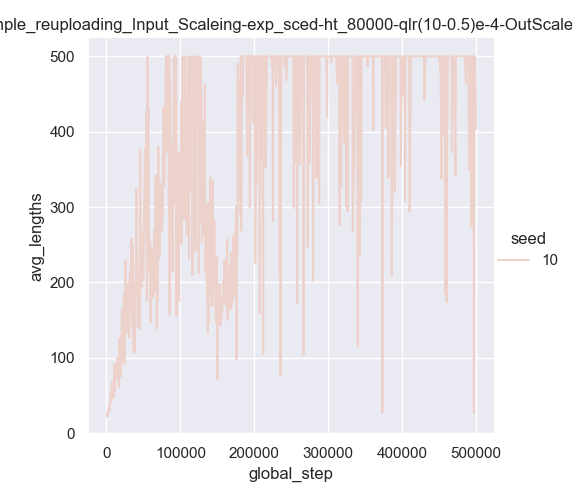 mple_reuploading_Input_Scaleing-exp_sced-ht_80000-qlr(10-0.5)e-4-OutScale
500
400
300
200
100
0
avg_lengths
0 100000 200000 300000 400000 500000
global_step
seed
10